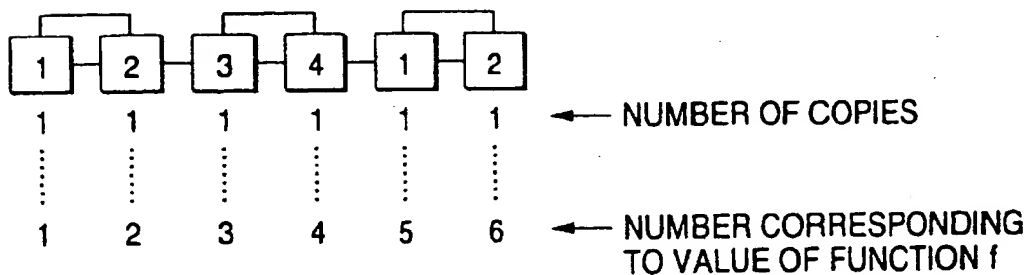 1 2 3 4 1 2
1 1 1 1 1 1 NUMBER OF COPIES
1 2 3 4 5 6 NUMBER CORRESPONDING
TO VALUE OF FUNCTION f